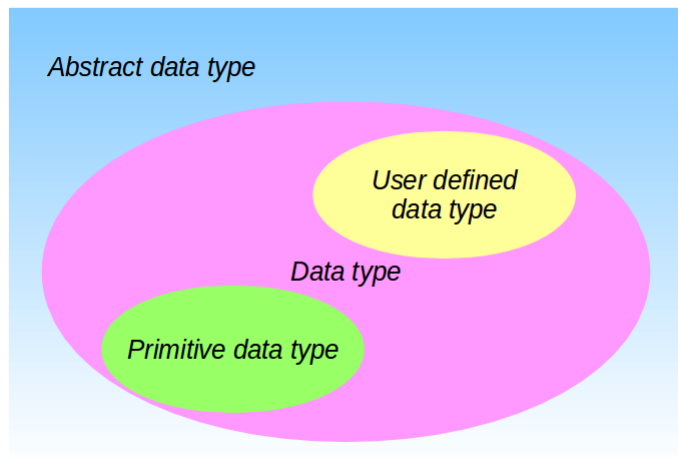 Abstract data type
User defined
data type
Data type
Primitive data type